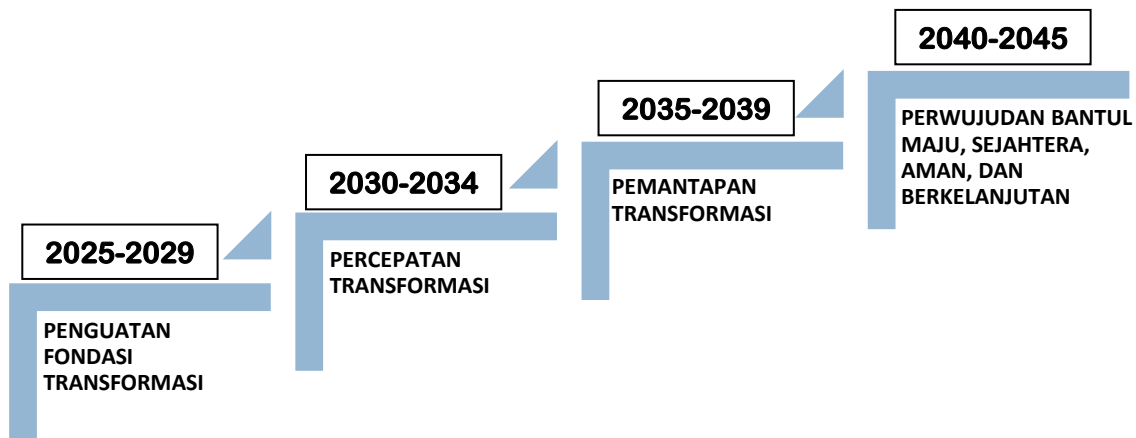 2025-2029
PENGUATAN
FONDASI
TRANSFORMASI
2030-2034
PERCEPATAN
TRANSFORMASI
2035-2039
PEMANTAPAN
TRANSFORMASI
2040-2045
PERWUJUDAN BANTUL
MAJU, SEJAHTERA,
AMAN, DAN
BERKELANJUTAN